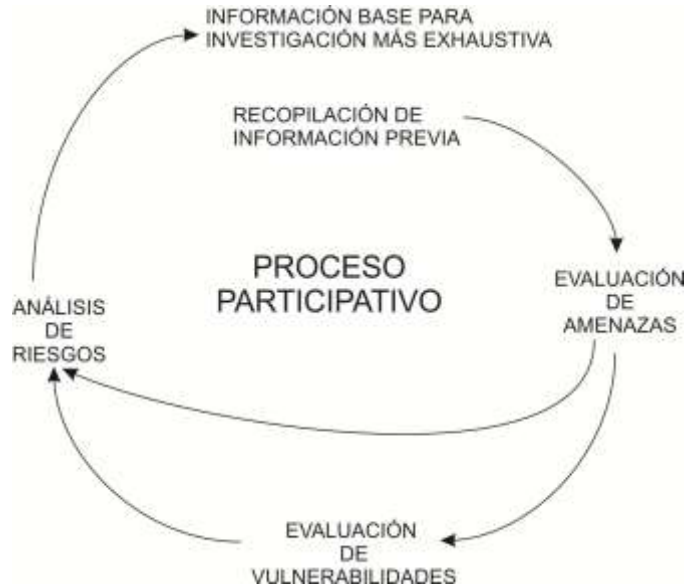 INFORMACIÓN BASE PARA
INVESTIGACIÓN MÁS EXHAUSTIVA
RECOPILACIÓN DE
INFORMACIÓN PREVIA
PROCESO
PARTICIPATIVO
EVALUACIÓN
DE
AMENAZAS
ANÁLISIS
DE
RIESGOS
EVALUACIÓN
DE
VULNERABILIDADES